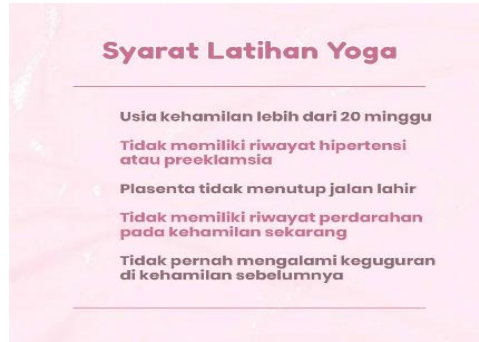 Syarat Latihan Yoga
Usia kehamilan lebih dari 20 minggu
Tidak memiliki riwayat hipertensi
atau preeklamsia
Plasenta tidak menutup jalan lahir
Tidak memiliki riwayat perdarahan
pada kehamilan sekarang
Tidak pernah mengalami keguguran
di kehamilan sebelumnya